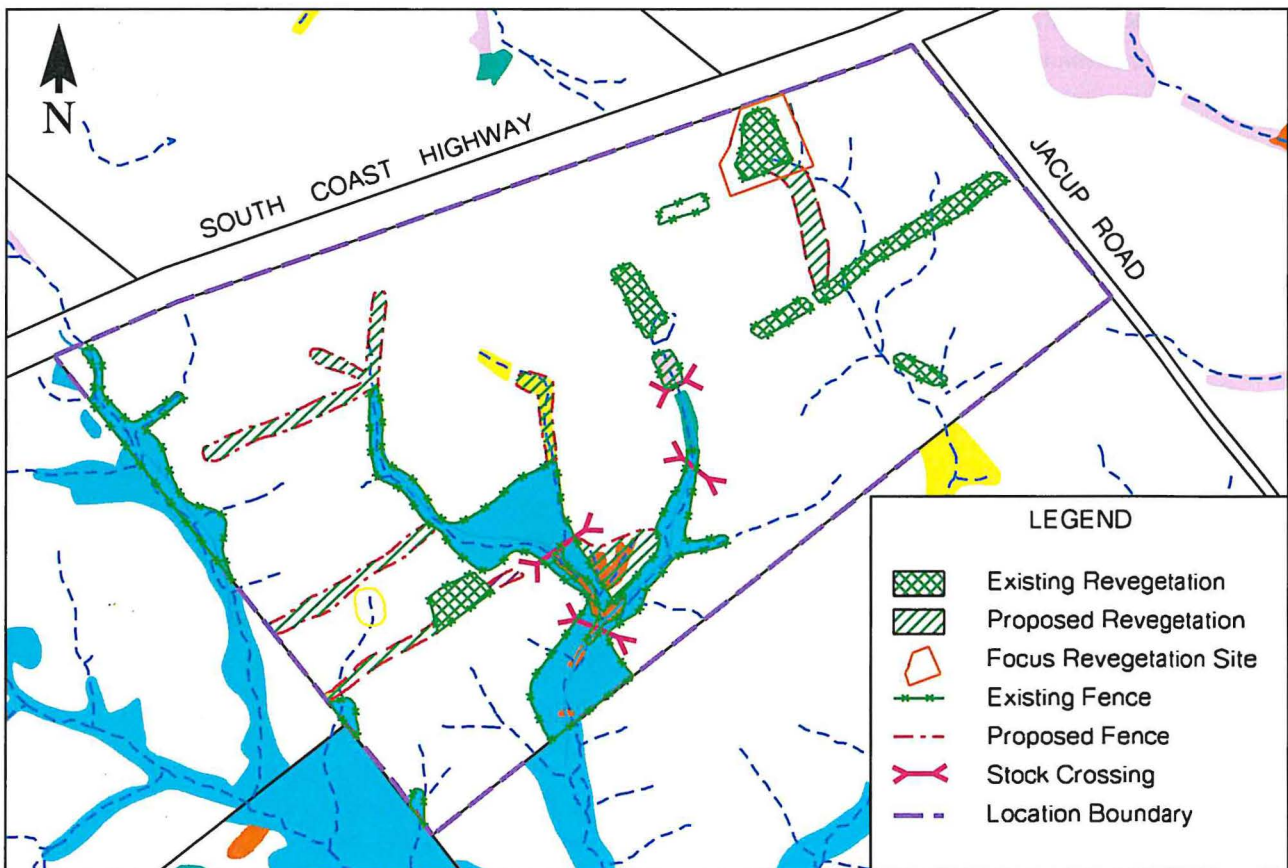 N
SOUTH COAST HIGHWAY
JACUP ROAD
LEGEND
Existing Revegetation
Proposed Revegetation
Focus Revegetation Site
Existing Fence
Proposed Fence
Stock Crossing
Location Boundary